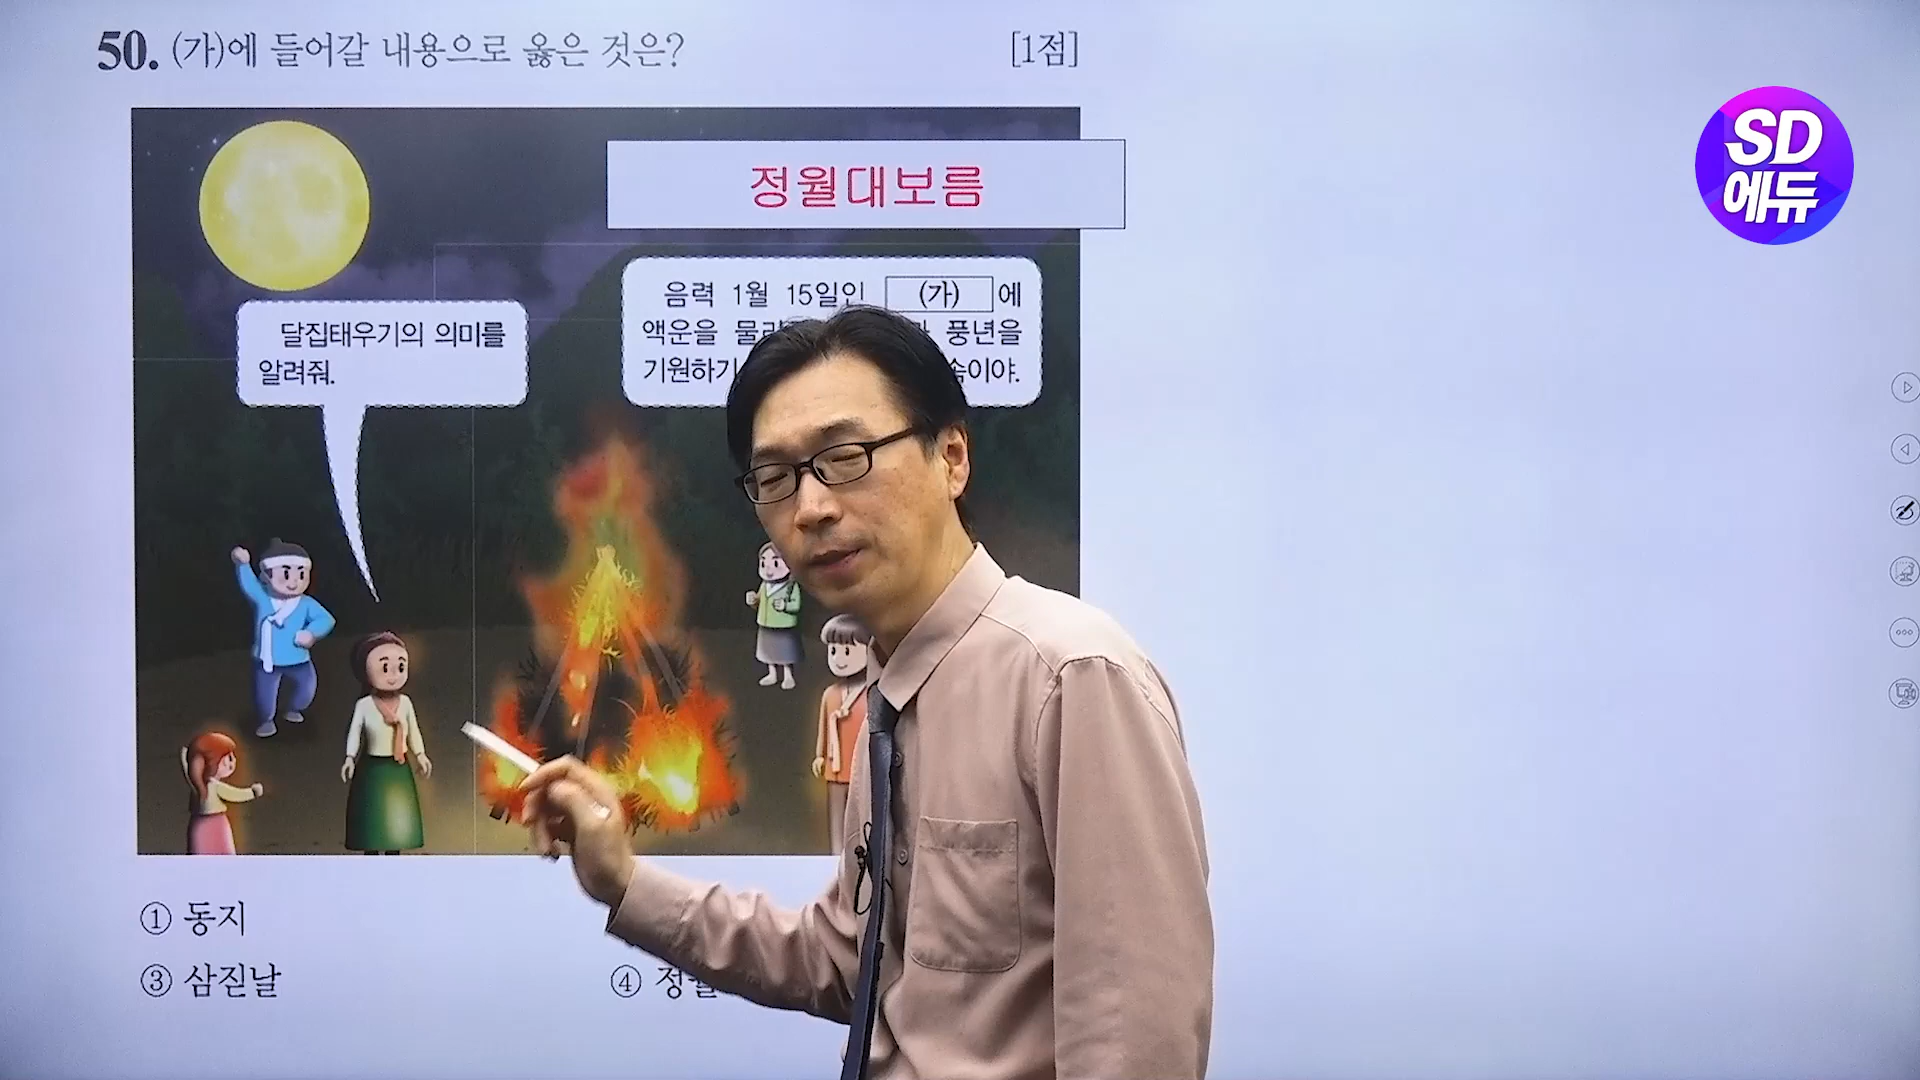 50. (가)에 들어갈 내용으로 옳은 것은? [1점]
SD
에듀
정월대보름
음력 1월 15일인 (가) 에
액운을 풍년을
기원하기
달집태우기의 의미를
알려줘.
① 동지
③ 삼짇날
④